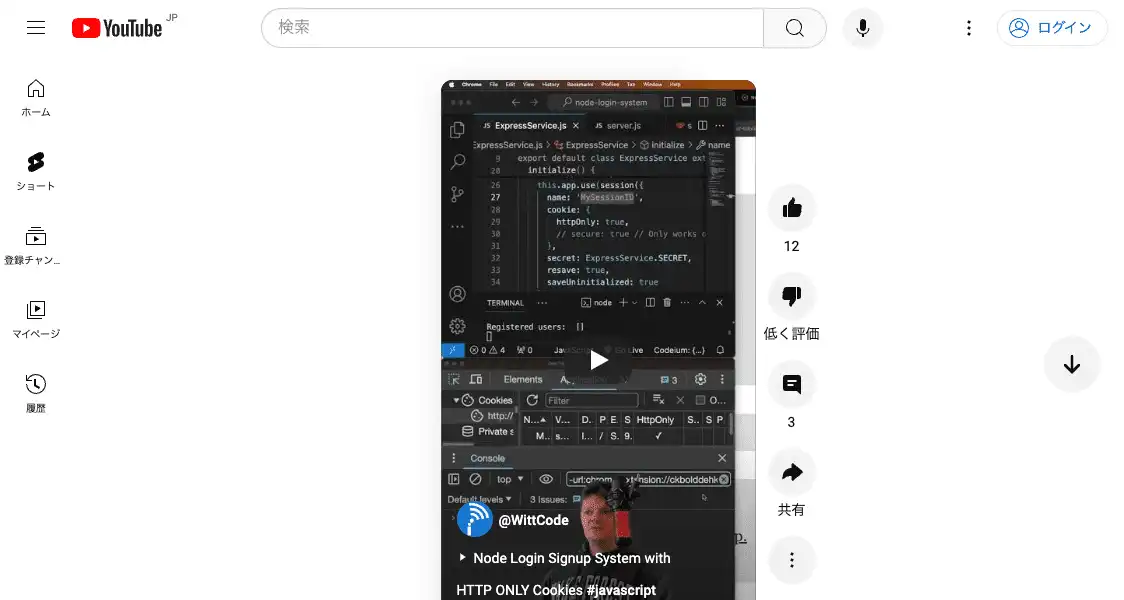 YouTube JP
検索
ログイン
ホーム
ショート
登録チャン...
マイページ
履歴
Chrome File Edit View History Bookmarks Profiles Tab Window Help
node-login-system
JS ExpressService.js × JS server.js 5
ExpressService.js > ExpressService > initialize > name
9 export default class ExpressService ext
20 initialize() {
26 this.app.use(session({
27 name: 'MySessionID',
28 cookie: {
29 httpOnly: true,
30 // secure: true // Only works o
31 },
32 secret: ExpressService.SECRET,
33 resave: true,
34 saveUninitialized: true
TERMINAL ... node
Registered users: []
0 4 0 Live Codeium: {...}
Elements 3
Cookies Filter O...
http://
Private s
N... V... D. P E. S HttpOnly S.. S P
M.. s... I... / S. 9. ✓
Console
top -url:chrom
Default levels 3 Issues:
@WittCode
Node Login Signup System with
HTTP ONLY Cookies #javascript
12
低く評価
3
共有
p.